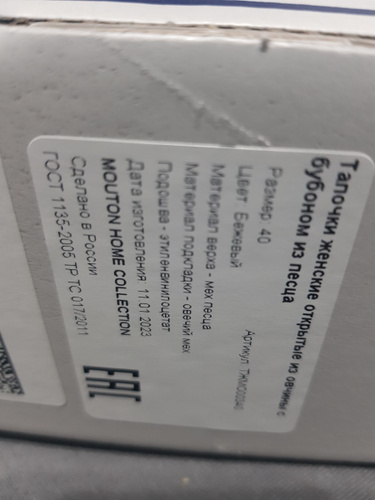 Тапочки женские открытые из овчины с
бубоном из песца
Размер 40
Цвет Бежевый
Артикул:
Материал верха - мех песца
Материал подкладки - овечий мех
Подошва - этиленвинилоцетат
Дата изготовления: 11.01.2023
MOUTON HOME COLLECTION
Сделано в России
ГОСТ 1135-2005 ТР ТС 017/2011
EAC